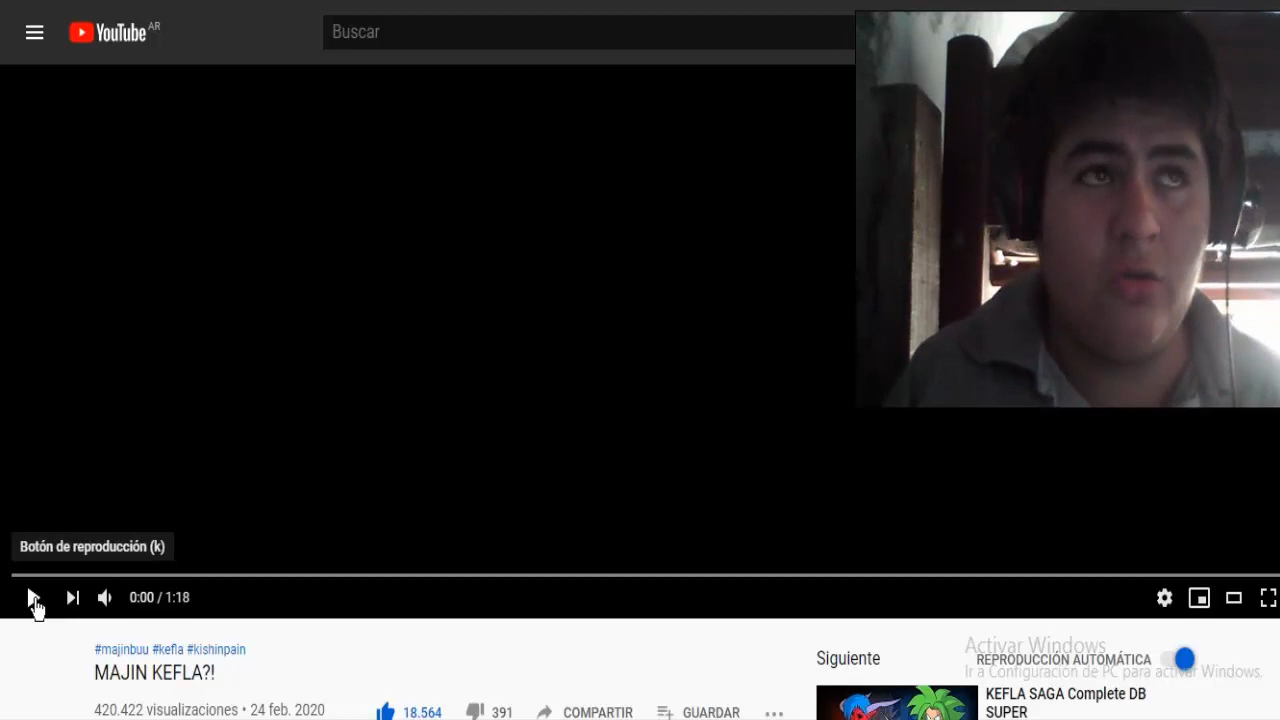 YouTube AR
Buscar
Botón de reproducción (k)
0:00 / 1:18
#majinbuu #kefla #kishinpain
MAJIN KEFLA?!
420.422 visualizaciones • 24 feb. 2020
18.564
391
COMPARTIR
GUARDAR
Siguiente
REPRODUCCIÓN AUTOMÁTICA
Activar Windows
Ir a Configuración de PC para activar Windows.
KEFLA SAGA Complete DB
SUPER